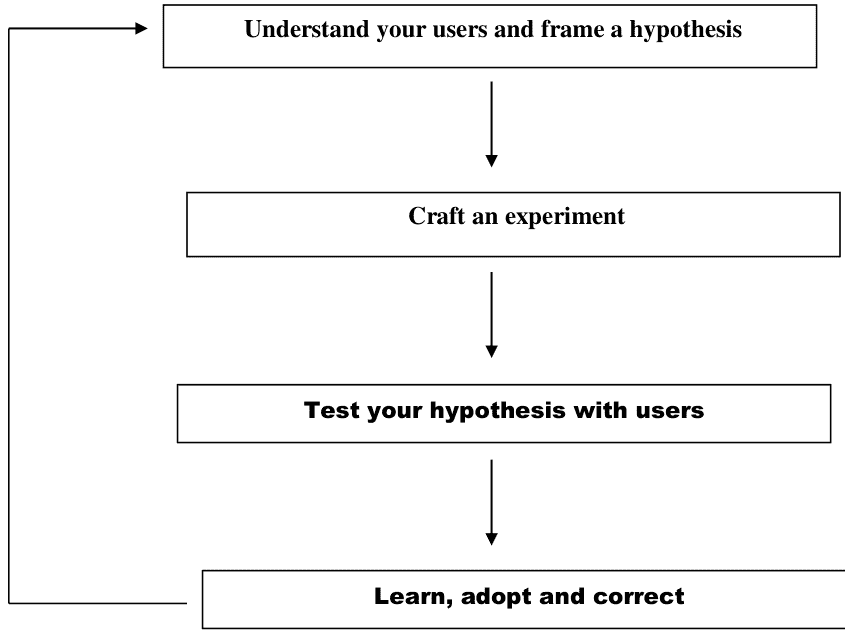 Understand your users and frame a hypothesis
Craft an experiment
Test your hypothesis with users
Learn, adopt and correct